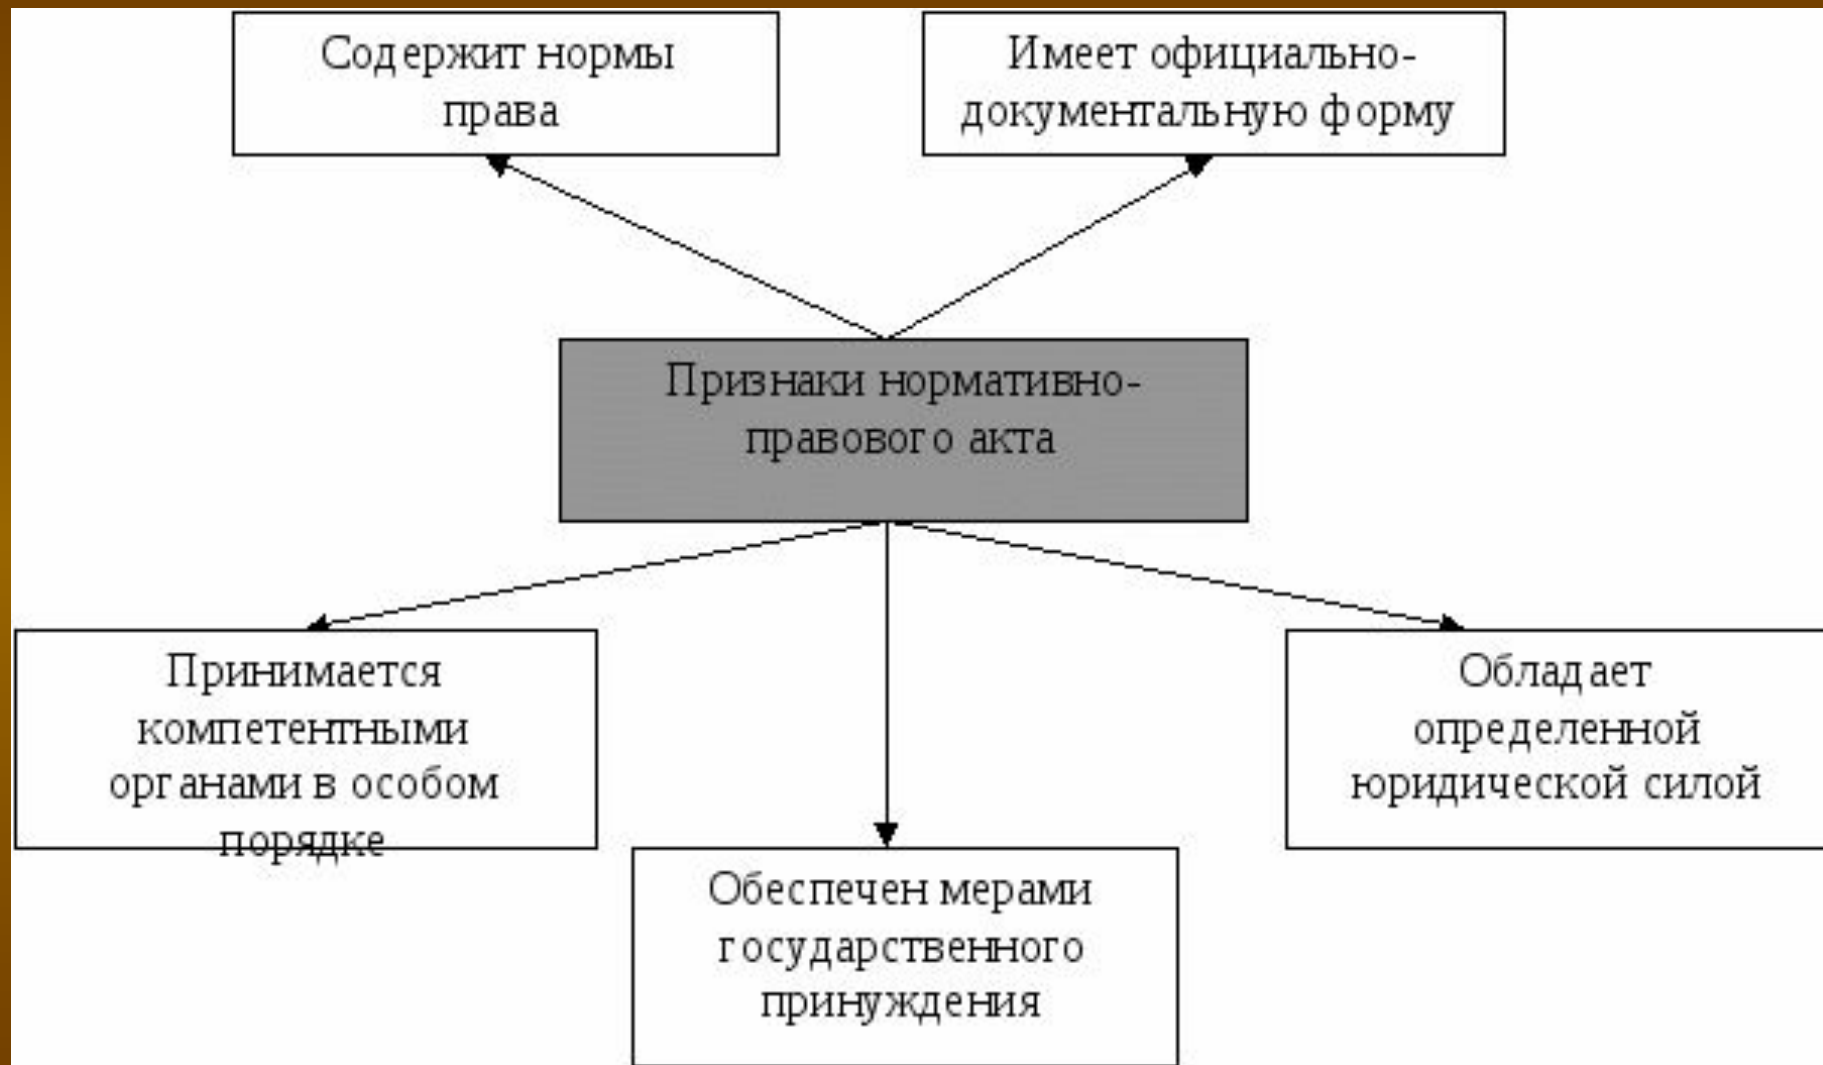 Содержит нормы
права
Имеет официально-
документальную форму
Признаки нормативно-
правового акта
Принимается
компетентными
органами в особом
порядке
Обеспечен мерами
государственного
принуждения
Обладает
определенной
юридической силой